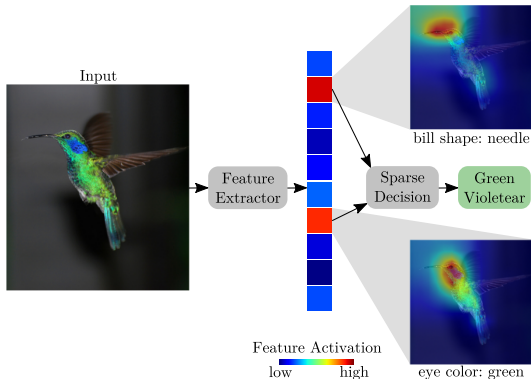 Input
Feature
Extractor
Sparse
Decision
Green
Violetear
bill shape: needle
eye color: green
Feature Activation
low high